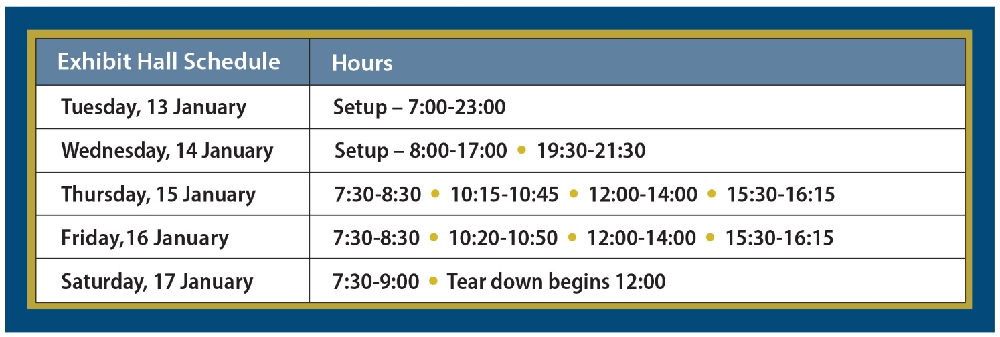 Exhibit Hall Schedule Hours
Tuesday, 13 January Setup – 7:00-23:00
Wednesday, 14 January Setup – 8:00-17:00 • 19:30-21:30
Thursday, 15 January 7:30-8:30 • 10:15-10:45 • 12:00-14:00 • 15:30-16:15
Friday,16 January 7:30-8:30 • 10:20-10:50 • 12:00-14:00 • 15:30-16:15
Saturday, 17 January 7:30-9:00 • Tear down begins 12:00